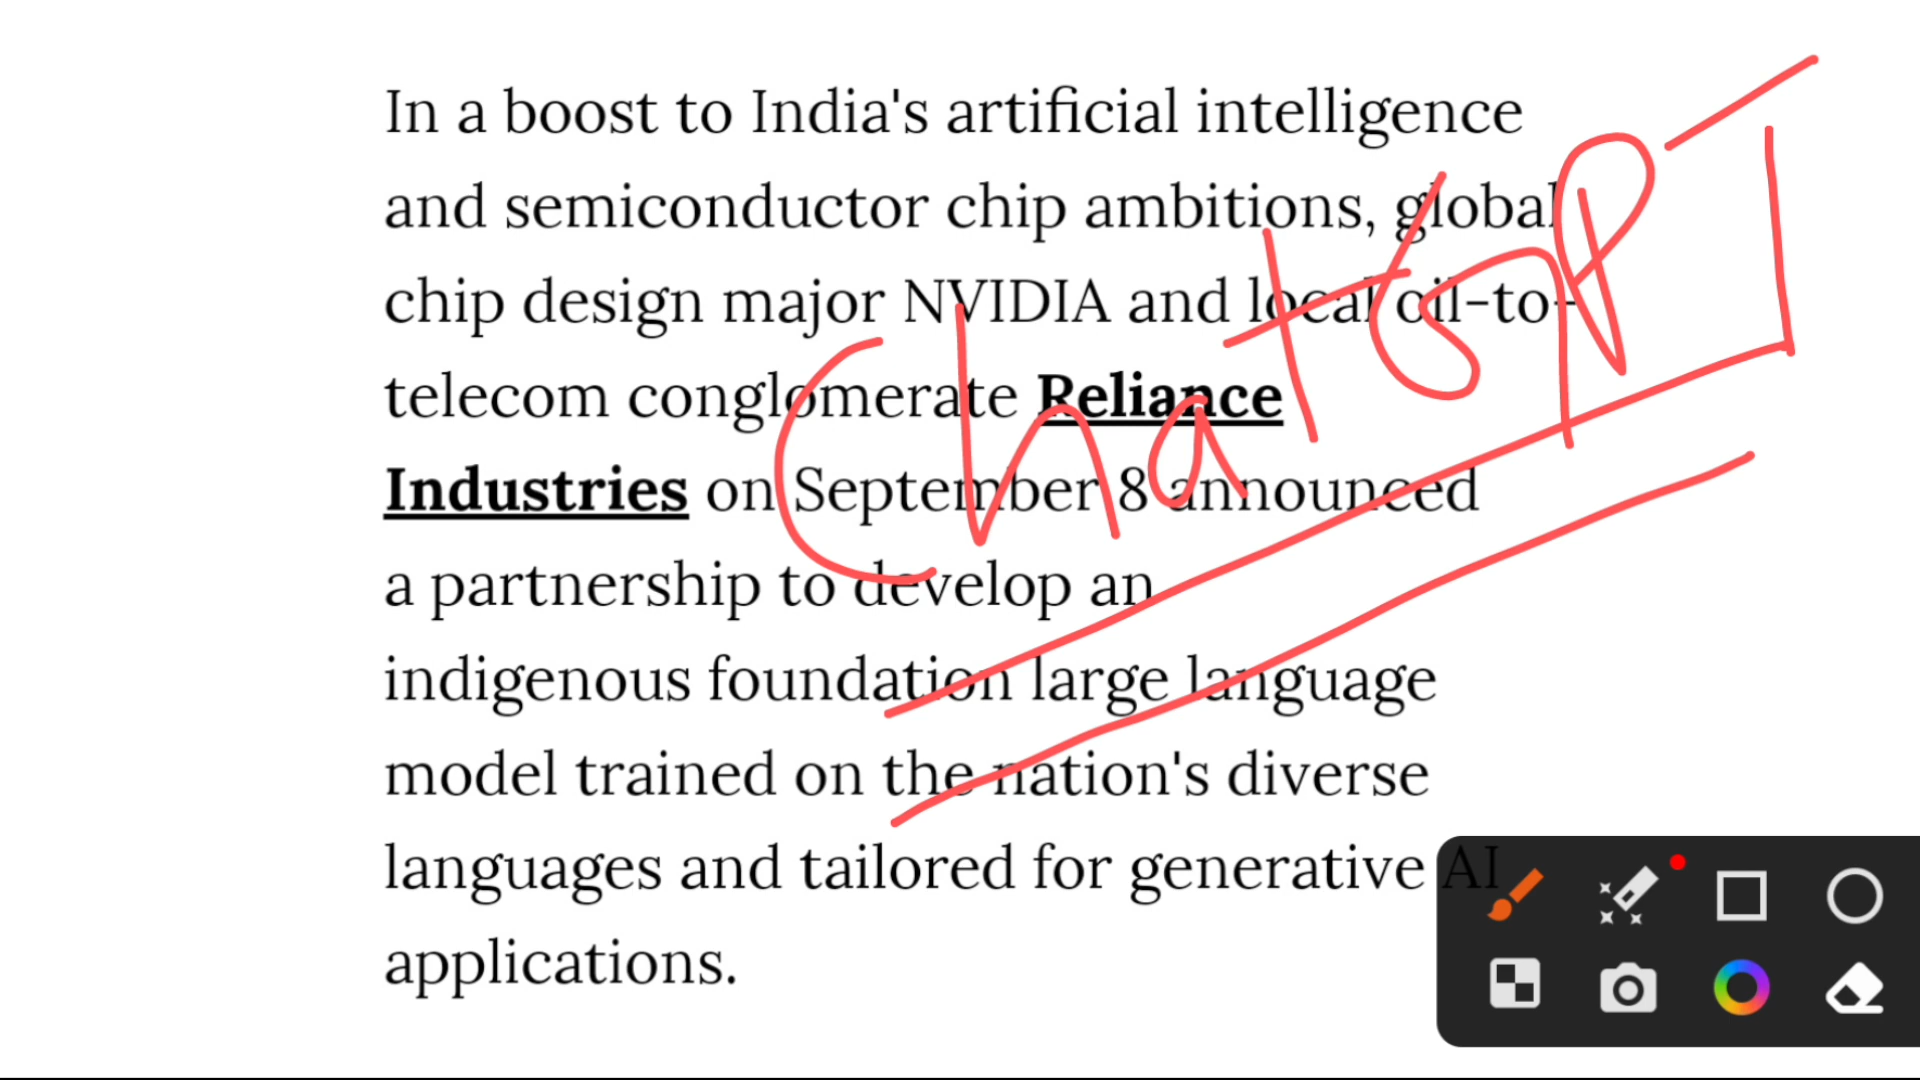 In a boost to India's artificial intelligence
and semiconductor chip ambitions, global
chip design major NVIDIA and local oil-to-
telecom conglomerate Reliance
Industries on September 8 announced
a partnership to develop an
indigenous foundation large language
model trained on the nation's diverse
languages and tailored for generative AI
applications.
ChatGPT